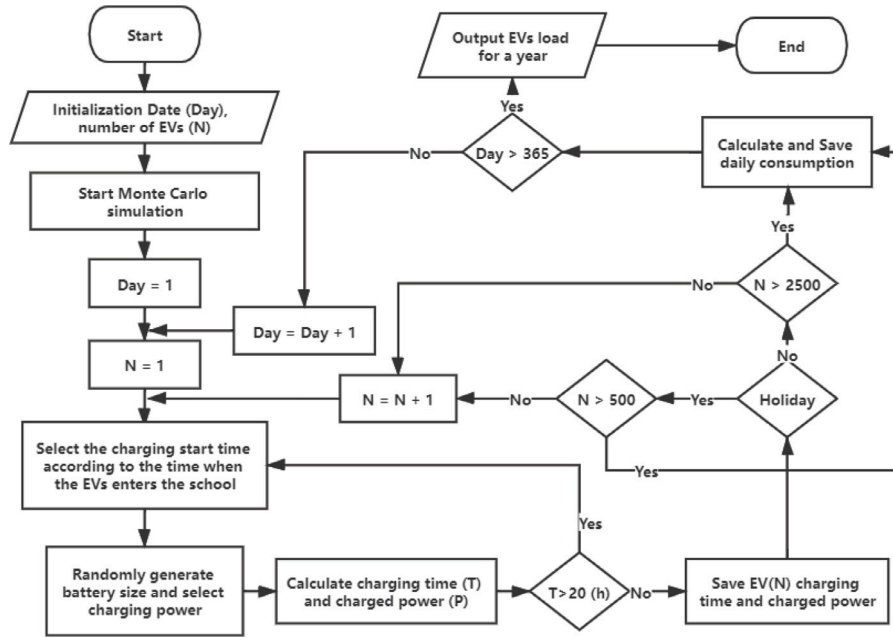 Start
Output EVs load
for a year
End
Initialization Date (Day),
number of EVs (N)
Yes
No
Day > 365
Calculate and Save
daily consumption
Start Monte Carlo
simulation
Yes
Day = 1
No
N > 2500
Day = Day + 1
N = 1
No
N = N + 1
No
N > 500
Yes
Holiday
Select the charging start time
according to the time when
the EVs enters the school
Yes
Yes
Randomly generate
battery size and select
charging power
Calculate charging time (T)
and charged power (P)
T>20 (h)
No
Save EV(N) charging
time and charged power